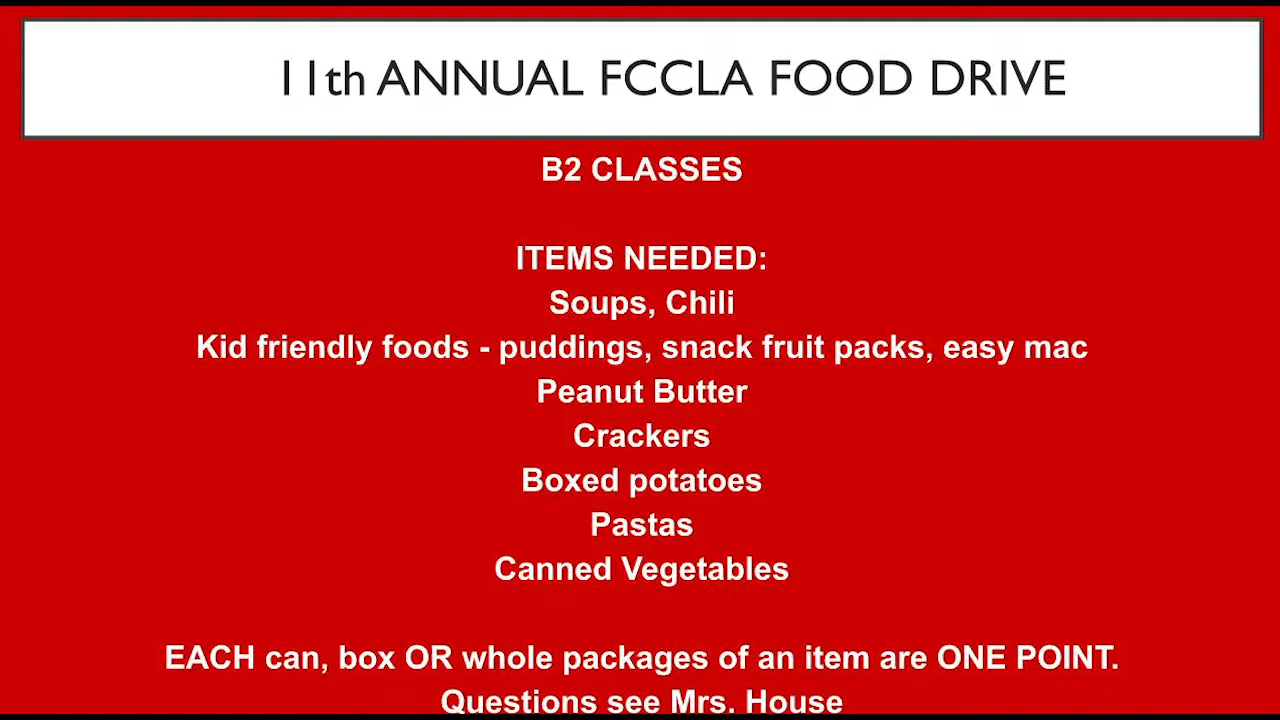 11th ANNUAL FCCLA FOOD DRIVE
B2 CLASSES
ITEMS NEEDED:
Soups, Chili
Kid friendly foods - puddings, snack fruit packs, easy mac
Peanut Butter
Crackers
Boxed potatoes
Pastas
Canned Vegetables
EACH can, box OR whole packages of an item are ONE POINT.
Questions see Mrs. House